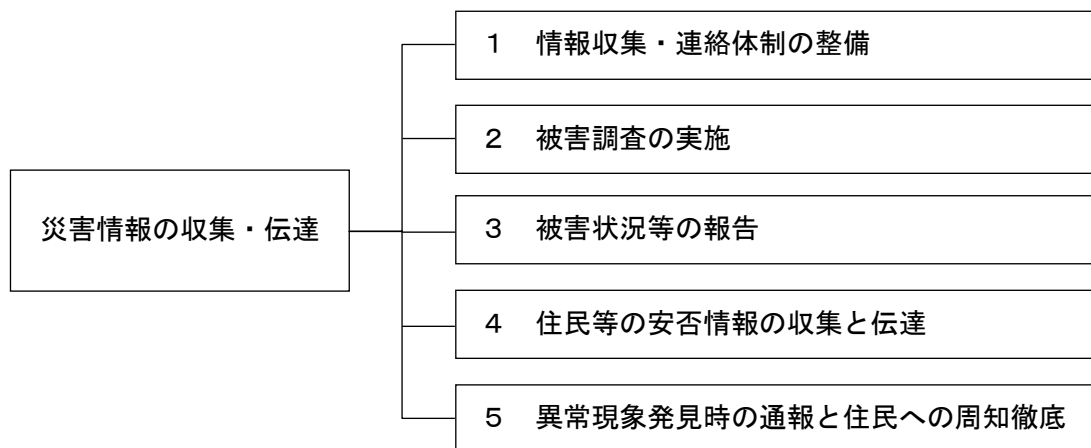 災害情報の収集・伝達
１　情報収集・連絡体制の整備
２　被害調査の実施
３　被害状況等の報告
４　住民等の安否情報の収集と伝達
５　異常現象発見時の通報と住民への周知徹底